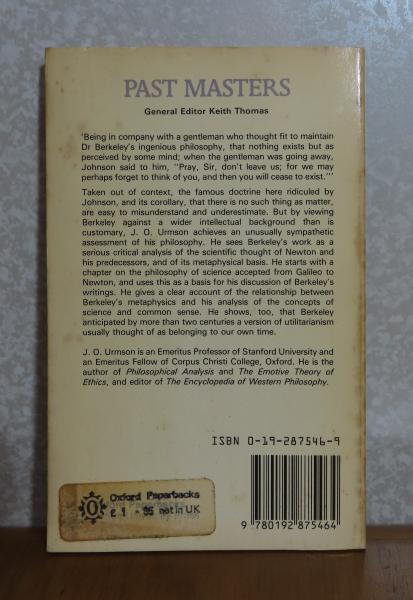 PAST MASTERS
General Editor Keith Thomas
'Being in company with a gentleman who thought fit to maintain
Dr Berkeley's ingenious philosophy, that nothing exists but as
perceived by some mind; when the gentleman was going away,
Johnson said to him, "Pray, Sir, don't leave us; for we may
perhaps forget to think of you, and then you will cease to exist."'
Taken out of context, the famous doctrine here ridiculed by
Johnson, and its corollary, that there is no such thing as matter,
are easy to misunderstand and underestimate. But by viewing
Berkeley against a wider intellectual background than is
customary, J. O. Urmson achieves an unusually sympathetic
assessment of his philosophy. He sees Berkeley's work as a
serious critical analysis of the scientific thought of Newton and
his predecessors, and of its metaphysical basis. He starts with a
chapter on the philosophy of science accepted from Galileo to
Newton, and uses this as a basis for his discussion of Berkeley's
writings. He gives a clear account of the relationship between
Berkeley's metaphysics and his analysis of the concepts of
science and common sense. He shows, too, that Berkeley
anticipated by more than two centuries a version of utilitarianism
usually thought of as belonging to our own time.
J. O. Urmson is an Emeritus Professor of Stanford University and
an Emeritus Fellow of Corpus Christi College, Oxford. He is the
author of Philosophical Analysis and The Emotive Theory of
Ethics, and editor of The Encyclopedia of Western Philosophy.
ISBN 0-19-287546-9
Oxford Paperbacks
£1.95 net in UK
9 780192 875464